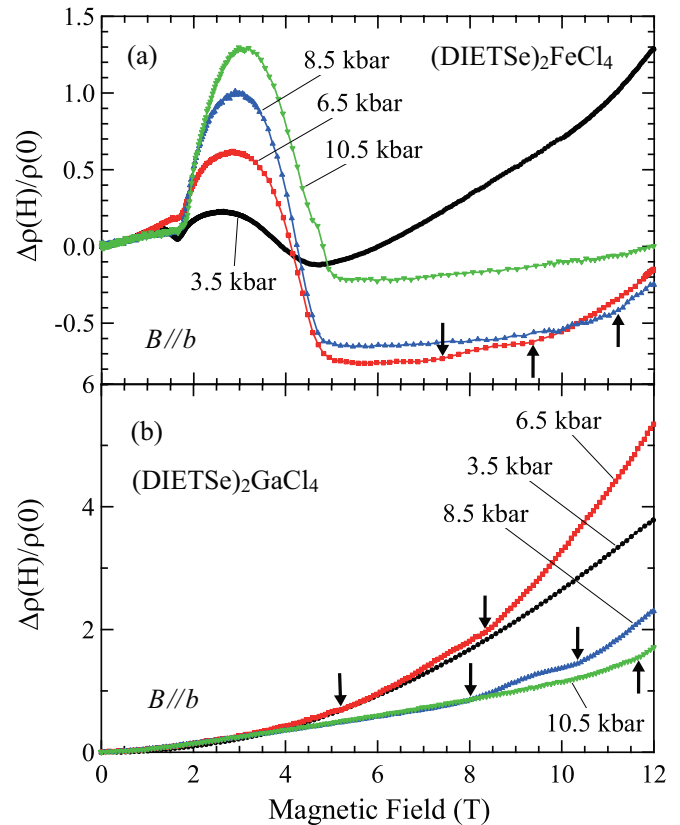 1.5
(a)
(DIETSe)₂FeCl₄
8.5 kbar
6.5 kbar
10.5 kbar
1.0
0.5
0.0
-0.5
Δρ(H)/ρ(0)
3.5 kbar
B//b
6
(b)
6.5 kbar
3.5 kbar
(DIETSe)₂GaCl₄
8.5 kbar
4
2
0
Δρ(H)/ρ(0)
B//b
10.5 kbar
0 2 4 6 8 10 12
Magnetic Field (T)